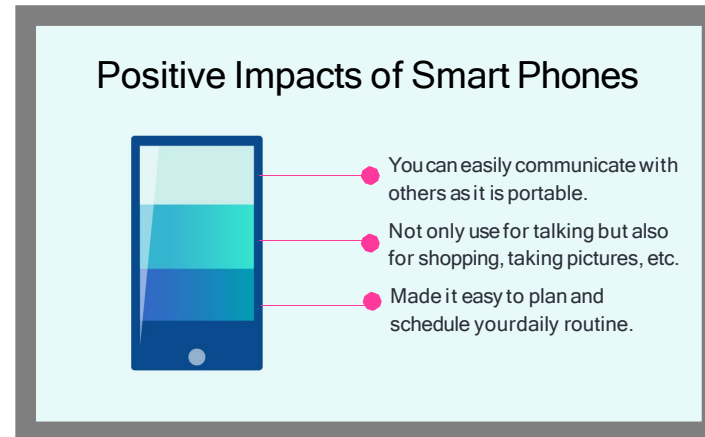 Positive Impacts of Smart Phones
You can easily communicate with
others as it is portable.
Not only use for talking but also
for shopping, taking pictures, etc.
Made it easy to plan and
schedule yourdaily routine.